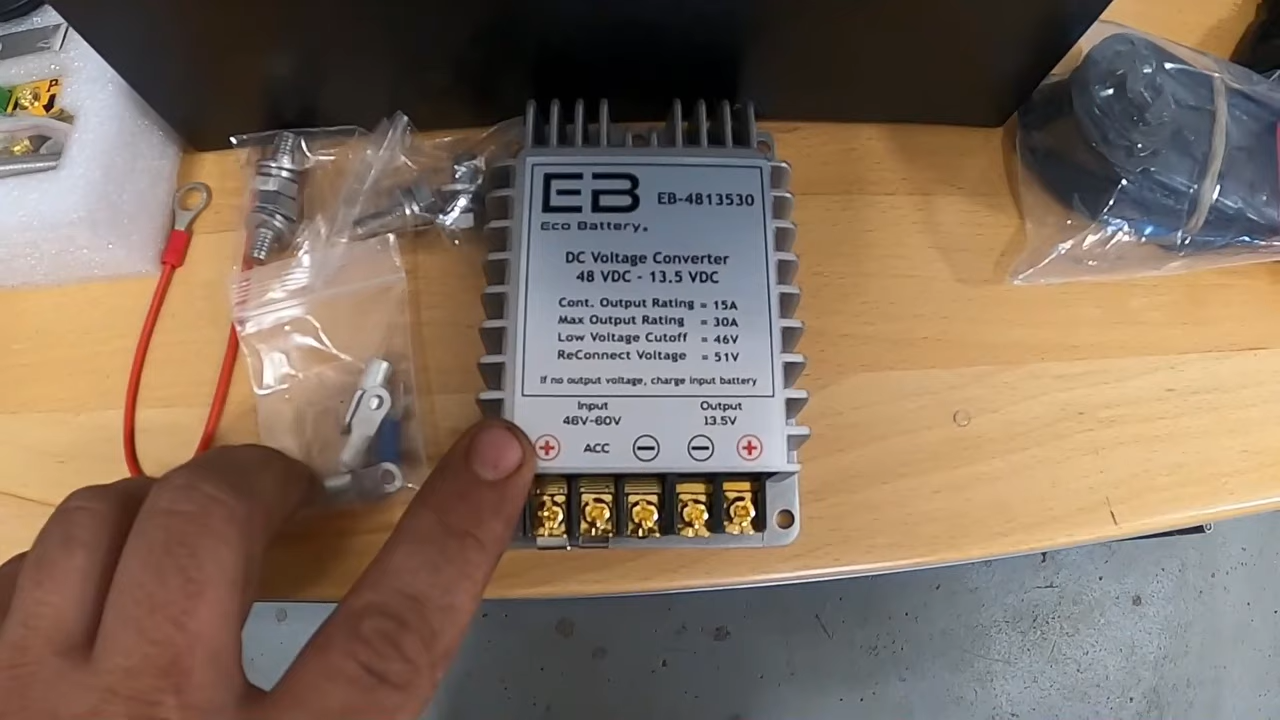 EB EB-4813530
Eco Battery®
DC Voltage Converter
48 VDC - 13.5 VDC
Cont. Output Rating = 15A
Max Output Rating = 30A
Low Voltage Cutoff = 46V
ReConnect Voltage = 51V
If no output voltage, charge input battery
Input Output
46V-60V 13.5V
+ ACC − − +